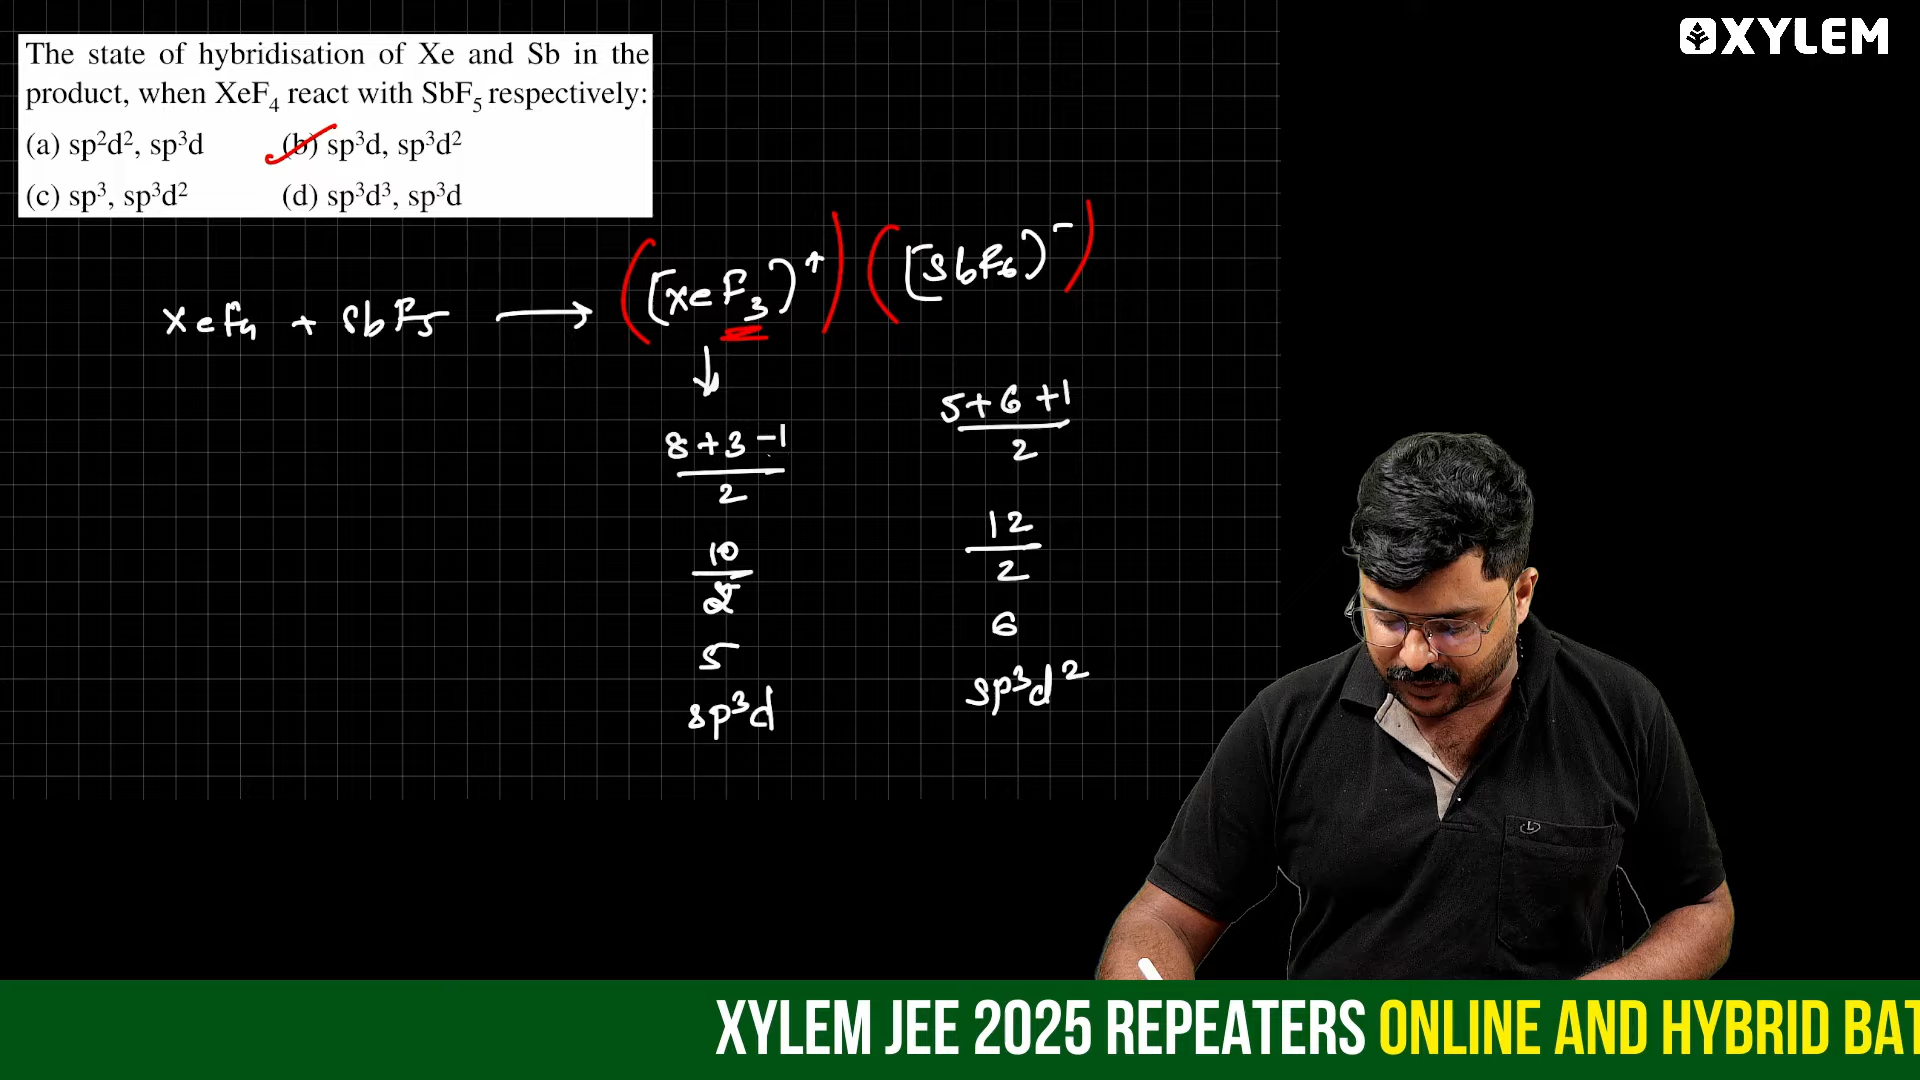 XYLEM
The state of hybridisation of Xe and Sb in the
product, when XeF₄ react with SbF₅ respectively:
(a) sp²d², sp³d (b) sp³d, sp³d²
(c) sp³, sp³d² (d) sp³d³, sp³d
XeF₄ + SbF₅ → ([XeF₃)⁺) ([SbF₆)⁻)
↓
8+3-1
2
10
2
5
sp³d
5+6+1
2
12
2
6
sp³d²
XYLEM JEE 2025 REPEATERS ONLINE AND HYBRID BAT